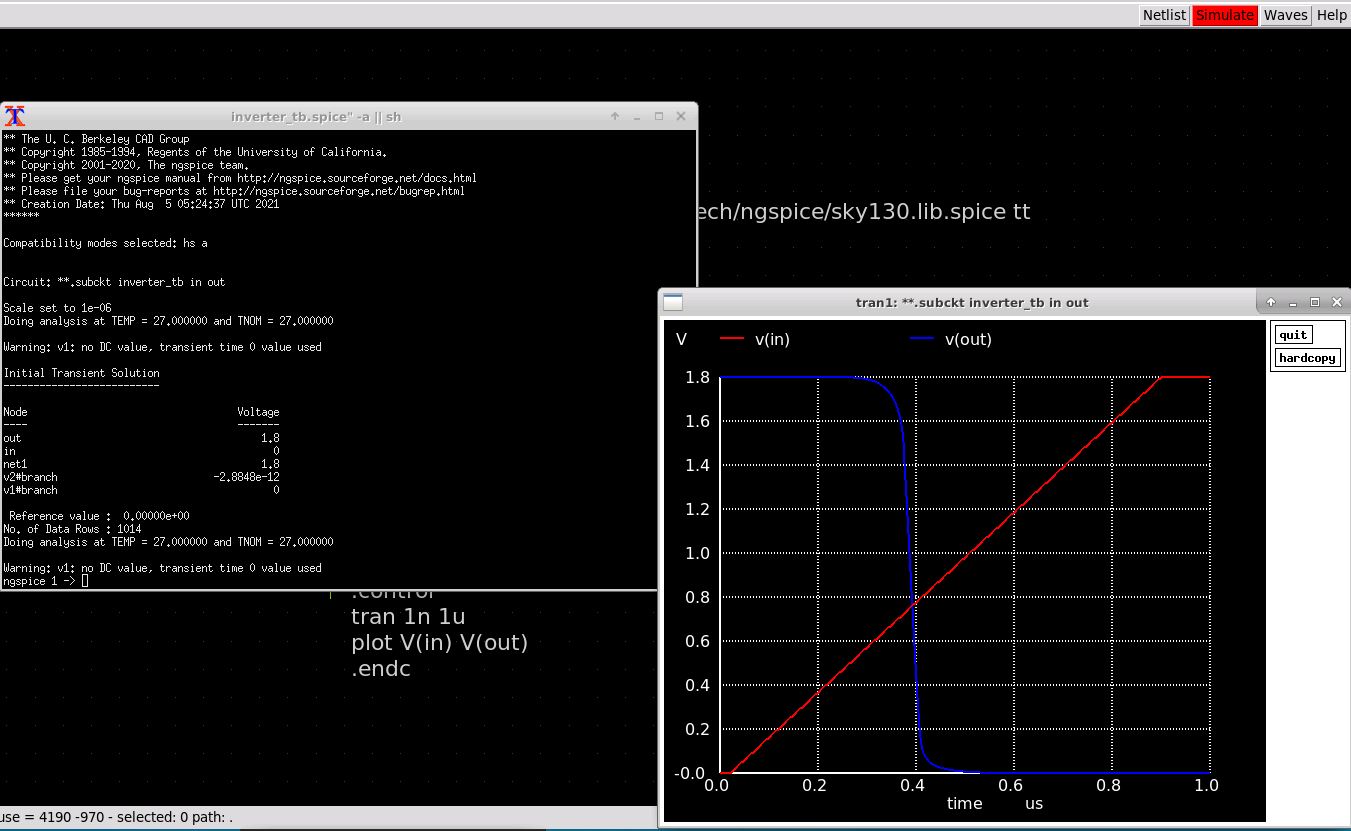 Netlist Simulate Waves Help
inverter_tb.spice" -a || sh
** The U. C. Berkeley CAD Group
** Copyright 1985-1994, Regents of the University of California.
** Copyright 2001-2020, The ngspice team.
** Please get your ngspice manual from http://ngspice.sourceforge.net/docs.html
** Please file your bug-reports at http://ngspice.sourceforge.net/bugrep.html
** Creation Date: Thu Aug  5 05:24:37 UTC 2021
******
Compatibility modes selected: hs a
Circuit: **.subckt inverter_tb in out
Scale set to 1e-06
Doing analysis at TEMP = 27.000000 and TNOM = 27.000000
Warning: v1: no DC value, transient time 0 value used
Initial Transient Solution
--------------------------
Node Voltage
---- -------
out 1.8
in 0
net1 1.8
v2#branch -2.8848e-12
v1#branch 0
Reference value :  0.00000e+00
No. of Data Rows : 1014
Doing analysis at TEMP = 27.000000 and TNOM = 27.000000
Warning: v1: no DC value, transient time 0 value used
ngspice 1 ->
ech/ngspice/sky130.lib.spice tt
.control
tran 1n 1u
plot V(in) V(out)
.endc
tran1: **.subckt inverter_tb in out
quit
hardcopy
V v(in) v(out)
1.8
1.6
1.4
1.2
1.0
0.8
0.6
0.4
0.2
-0.0
0.0 0.2 0.4 0.6 0.8 1.0
time us
use = 4190 -970 - selected: 0 path: .